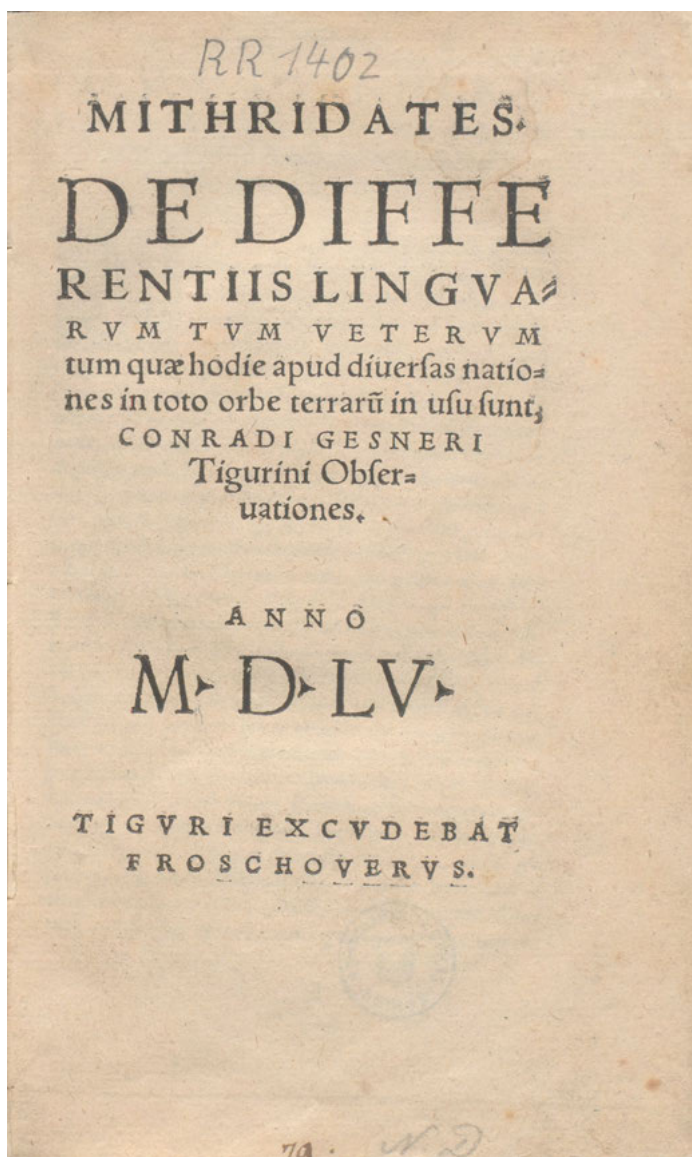 RR 1402
MITHRIDATES.
DE DIFFE
RENTIIS LINGVA⸗
RVM TVM VETERVM
tum quæ hodie apud diuerſas natio⸗
nes in toto orbe terrarũ in uſu ſunt,
CONRADI GESNERI
Tigurini Obſer⸗
uationes.
ANNO
M. D. LV.
TIGVRI EXCVDEBAT
FROSCHOVERVS.